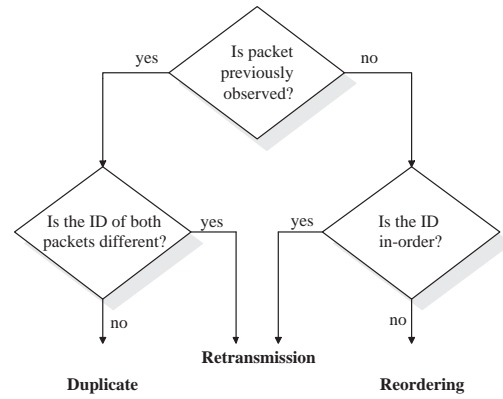 Is packet
previously
observed?
yes
no
Is the ID of both
packets different?
yes
no
Is the ID
in-order?
yes
no
Retransmission
Duplicate
Reordering